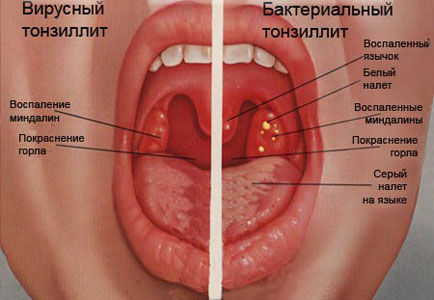 Вирусный
тонзиллит
Воспаление
миндалин
Покраснение
горла
Бактериальный
тонзиллит
Воспаленный
язычок
Белый
налет
Воспаленные
миндалины
Покраснение
горла
Серый
налет
на языке